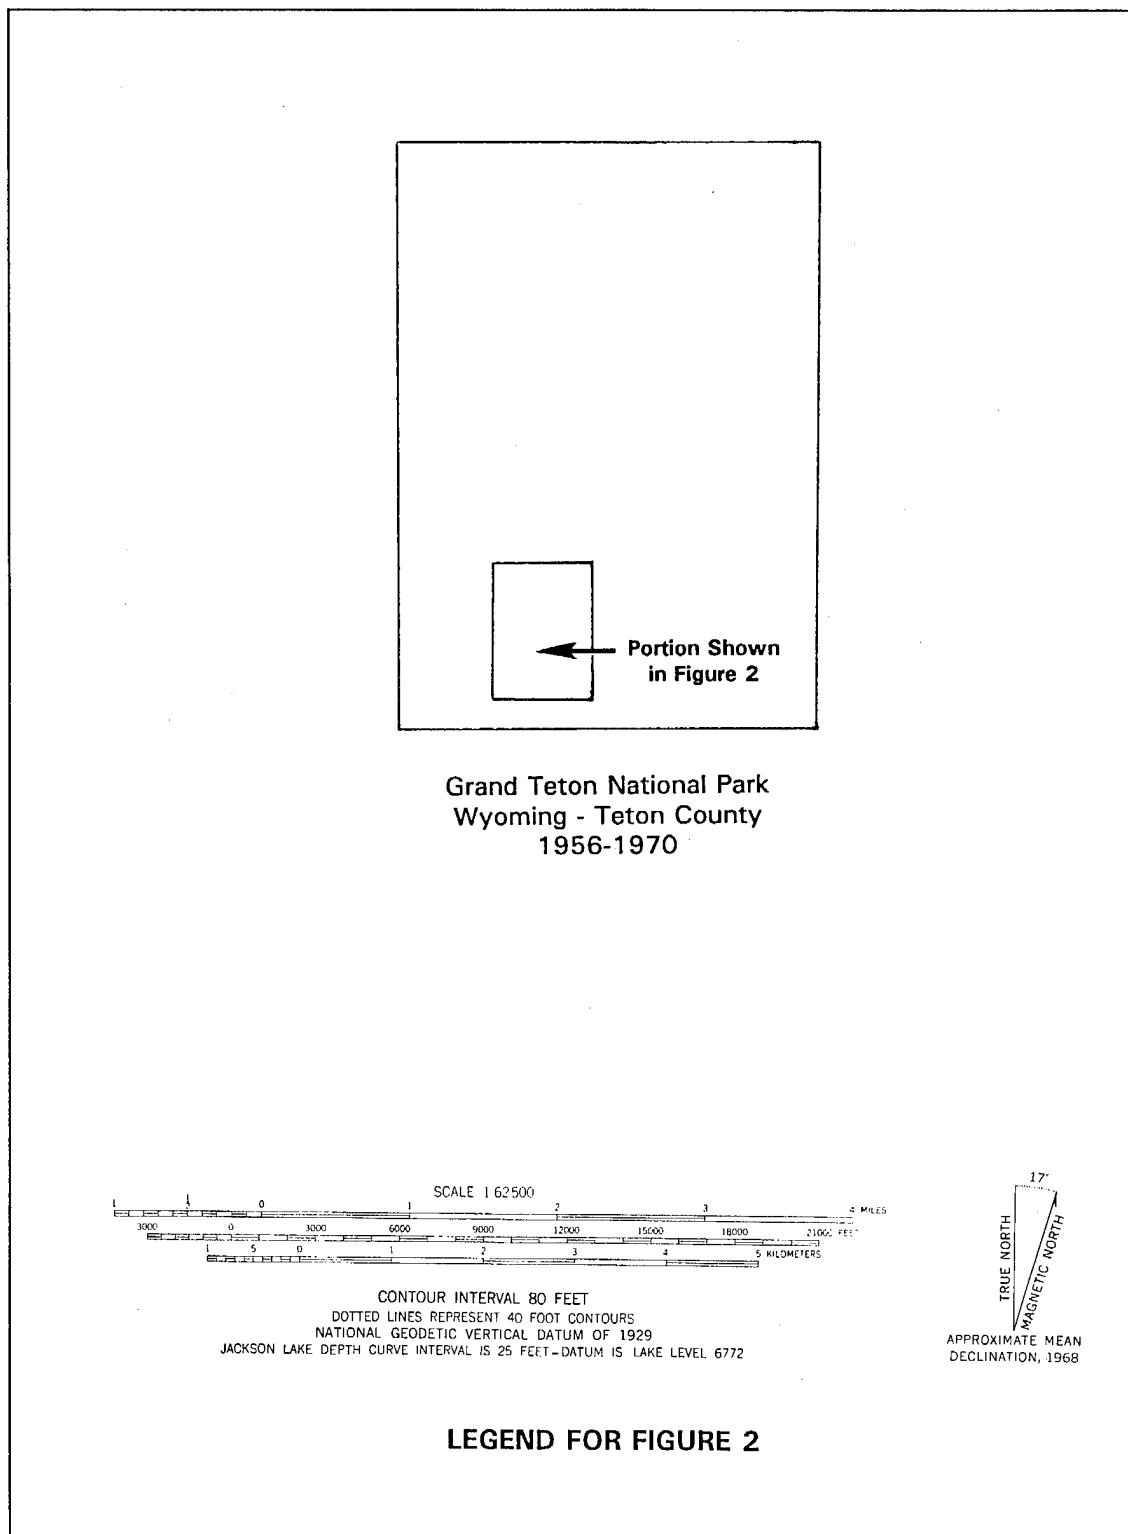 Portion Shown
in Figure 2
Grand Teton National Park
Wyoming - Teton County
1956-1970
SCALE 1 62500
1 0 1 2 3 4 MILES
3000 0 3000 6000 9000 12000 15000 18000 21000 FEET
1 5 0 1 2 3 4 5 KILOMETERS
CONTOUR INTERVAL 80 FEET
DOTTED LINES REPRESENT 40 FOOT CONTOURS
NATIONAL GEODETIC VERTICAL DATUM OF 1929
JACKSON LAKE DEPTH CURVE INTERVAL IS 25 FEET-DATUM IS LAKE LEVEL 6772
17°
TRUE NORTH
MAGNETIC NORTH
APPROXIMATE MEAN
DECLINATION, 1968
LEGEND FOR FIGURE 2